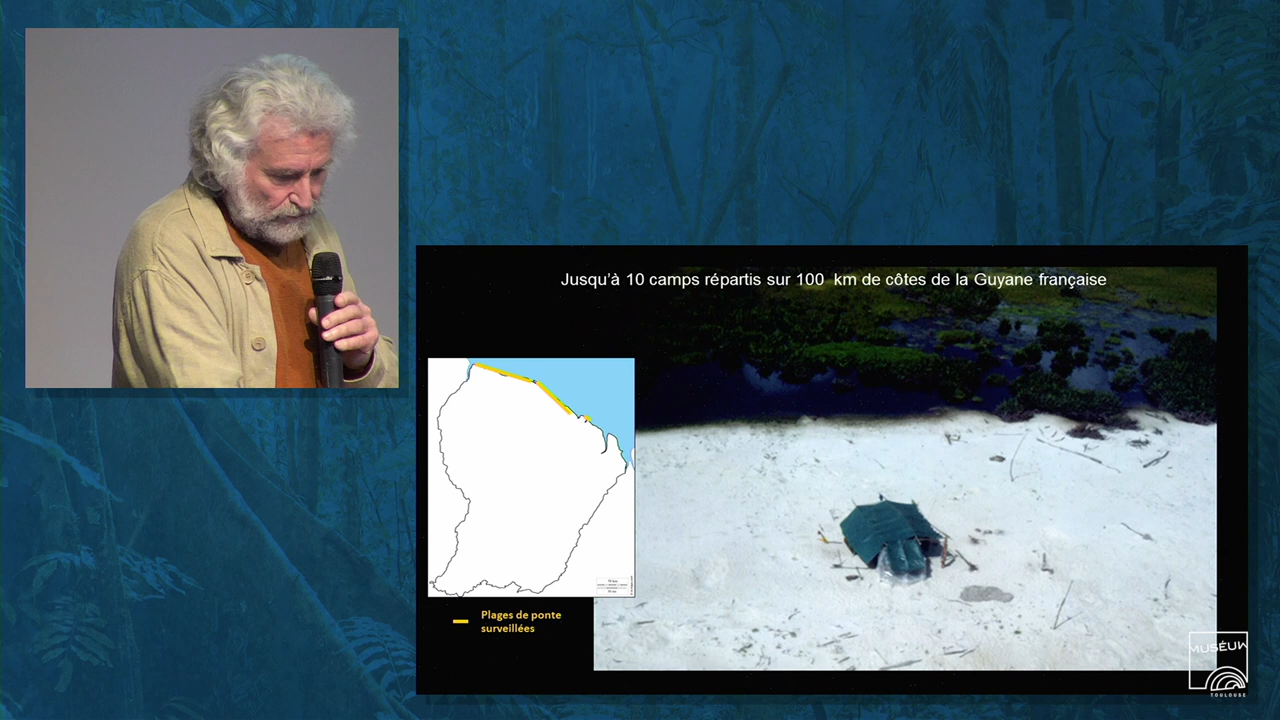 Jusqu'à 10 camps répartis sur 100 km de côtes de la Guyane française
Plages de ponte
surveillées
MUSÉUM
TOULOUSE